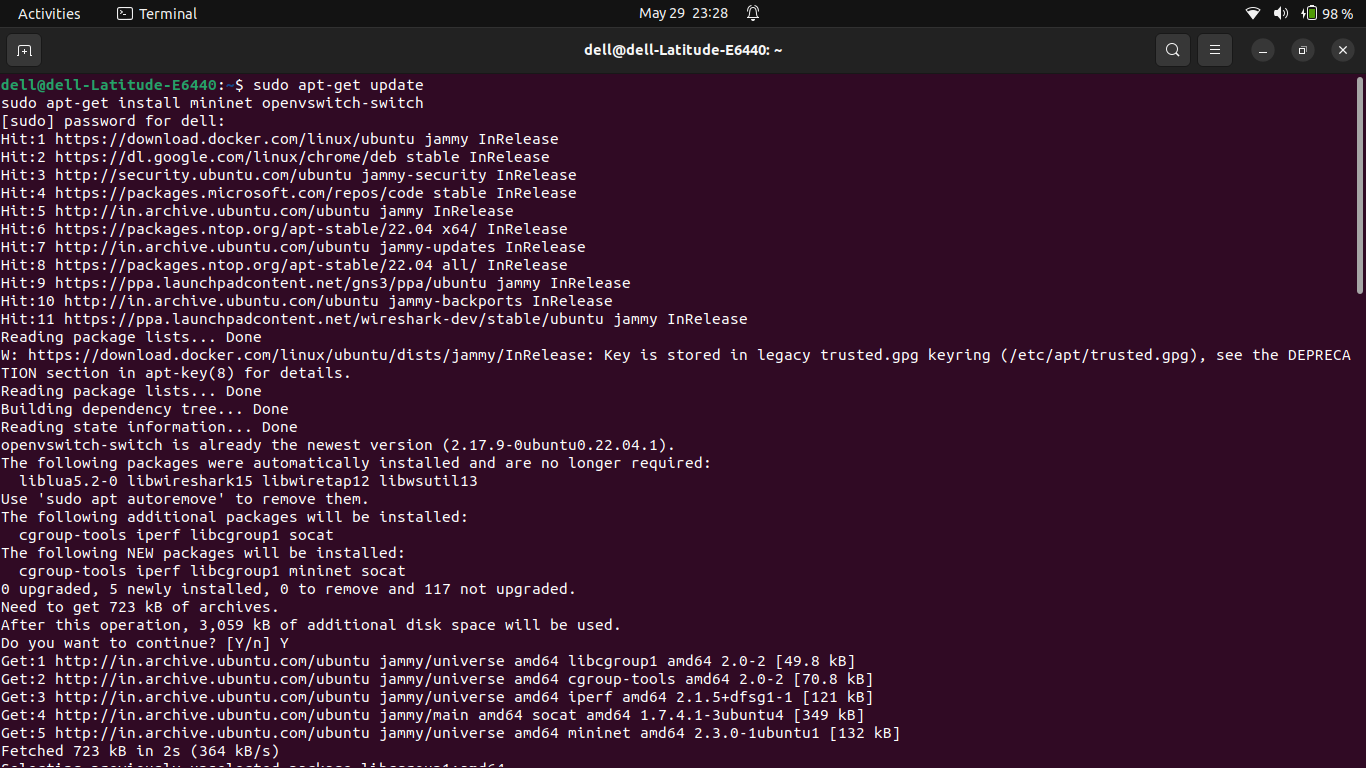 Activities Terminal May 29 23:28 98 %
dell@dell-Latitude-E6440: ~
dell@dell-Latitude-E6440:~$ sudo apt-get update
sudo apt-get install mininet openvswitch-switch
[sudo] password for dell:
Hit:1 https://download.docker.com/linux/ubuntu jammy InRelease
Hit:2 https://dl.google.com/linux/chrome/deb stable InRelease
Hit:3 http://security.ubuntu.com/ubuntu jammy-security InRelease
Hit:4 https://packages.microsoft.com/repos/code stable InRelease
Hit:5 http://in.archive.ubuntu.com/ubuntu jammy InRelease
Hit:6 https://packages.ntop.org/apt-stable/22.04 x64/ InRelease
Hit:7 http://in.archive.ubuntu.com/ubuntu jammy-updates InRelease
Hit:8 https://packages.ntop.org/apt-stable/22.04 all/ InRelease
Hit:9 https://ppa.launchpadcontent.net/gns3/ppa/ubuntu jammy InRelease
Hit:10 http://in.archive.ubuntu.com/ubuntu jammy-backports InRelease
Hit:11 https://ppa.launchpadcontent.net/wireshark-dev/stable/ubuntu jammy InRelease
Reading package lists... Done
W: https://download.docker.com/linux/ubuntu/dists/jammy/InRelease: Key is stored in legacy trusted.gpg keyring (/etc/apt/trusted.gpg), see the DEPRECA
TION section in apt-key(8) for details.
Reading package lists... Done
Building dependency tree... Done
Reading state information... Done
openvswitch-switch is already the newest version (2.17.9-0ubuntu0.22.04.1).
The following packages were automatically installed and are no longer required:
  liblua5.2-0 libwireshark15 libwiretap12 libwsutil13
Use 'sudo apt autoremove' to remove them.
The following additional packages will be installed:
  cgroup-tools iperf libcgroup1 socat
The following NEW packages will be installed:
  cgroup-tools iperf libcgroup1 mininet socat
0 upgraded, 5 newly installed, 0 to remove and 117 not upgraded.
Need to get 723 kB of archives.
After this operation, 3,059 kB of additional disk space will be used.
Do you want to continue? [Y/n] Y
Get:1 http://in.archive.ubuntu.com/ubuntu jammy/universe amd64 libcgroup1 amd64 2.0-2 [49.8 kB]
Get:2 http://in.archive.ubuntu.com/ubuntu jammy/universe amd64 cgroup-tools amd64 2.0-2 [70.8 kB]
Get:3 http://in.archive.ubuntu.com/ubuntu jammy/universe amd64 iperf amd64 2.1.5+dfsg1-1 [121 kB]
Get:4 http://in.archive.ubuntu.com/ubuntu jammy/main amd64 socat amd64 1.7.4.1-3ubuntu4 [349 kB]
Get:5 http://in.archive.ubuntu.com/ubuntu jammy/universe amd64 mininet amd64 2.3.0-1ubuntu1 [132 kB]
Fetched 723 kB in 2s (364 kB/s)
Selecting previously unselected package libcgroup1:amd64.